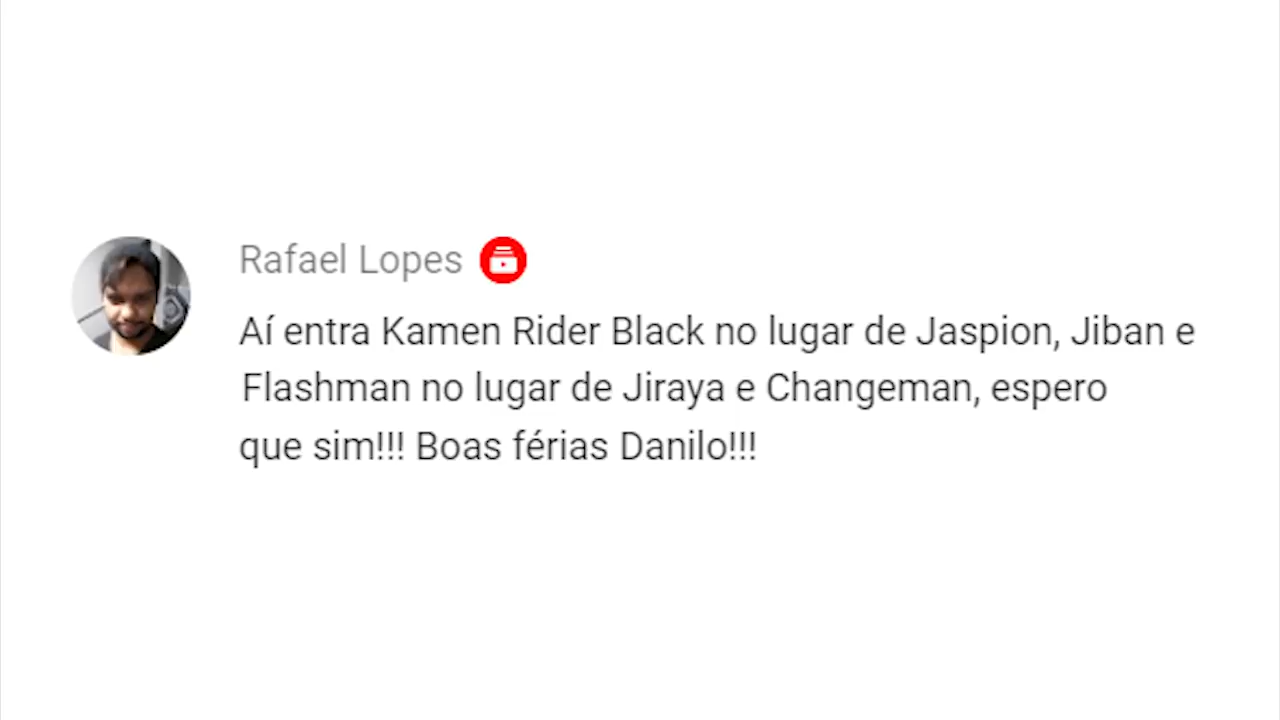 Rafael Lopes
Aí entra Kamen Rider Black no lugar de Jaspion, Jiban e
Flashman no lugar de Jiraya e Changeman, espero
que sim!!! Boas férias Danilo!!!